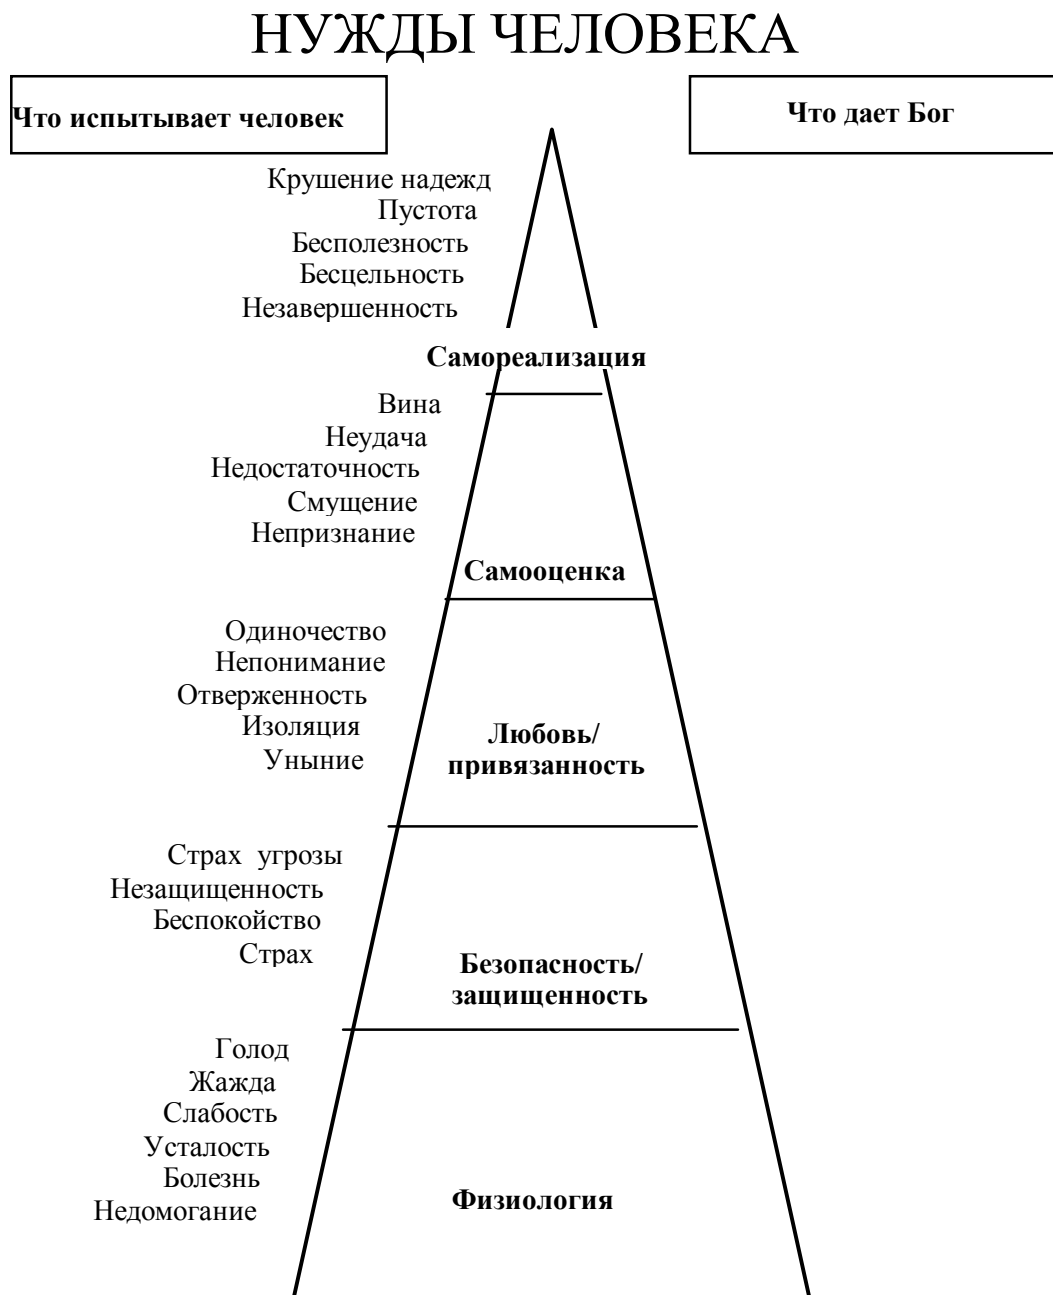 НУЖДЫ ЧЕЛОВЕКА
Что испытывает человек
Что дает Бог
Крушение надежд
Пустота
Бесполезность
Бесцельность
Незавершенность
Самореализация
Вина
Неудача
Недостаточность
Смущение
Непризнание
Самооценка
Одиночество
Непонимание
Отверженность
Изоляция
Уныние
Любовь/
привязанность
Страх угрозы
Незащищенность
Беспокойство
Страх
Безопасность/
защищенность
Голод
Жажда
Слабость
Усталость
Болезнь
Недомогание
Физиология